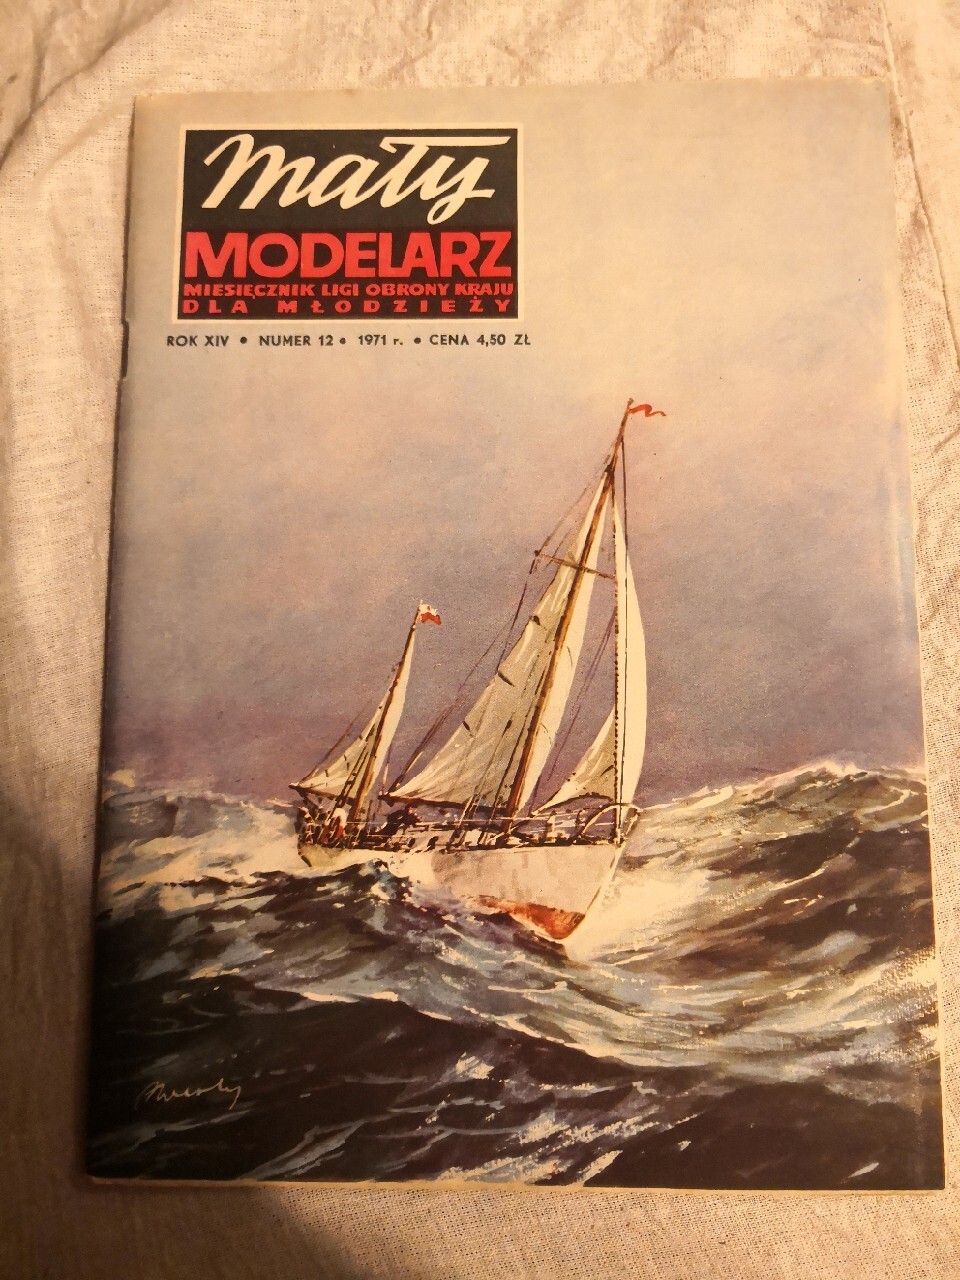 mały
MODELARZ
MIESIĘCZNIK LIGI OBRONY KRAJU
DLA MŁODZIEŻY
ROK XIV • NUMER 12 • 1971 r. • CENA 4,50 ZŁ